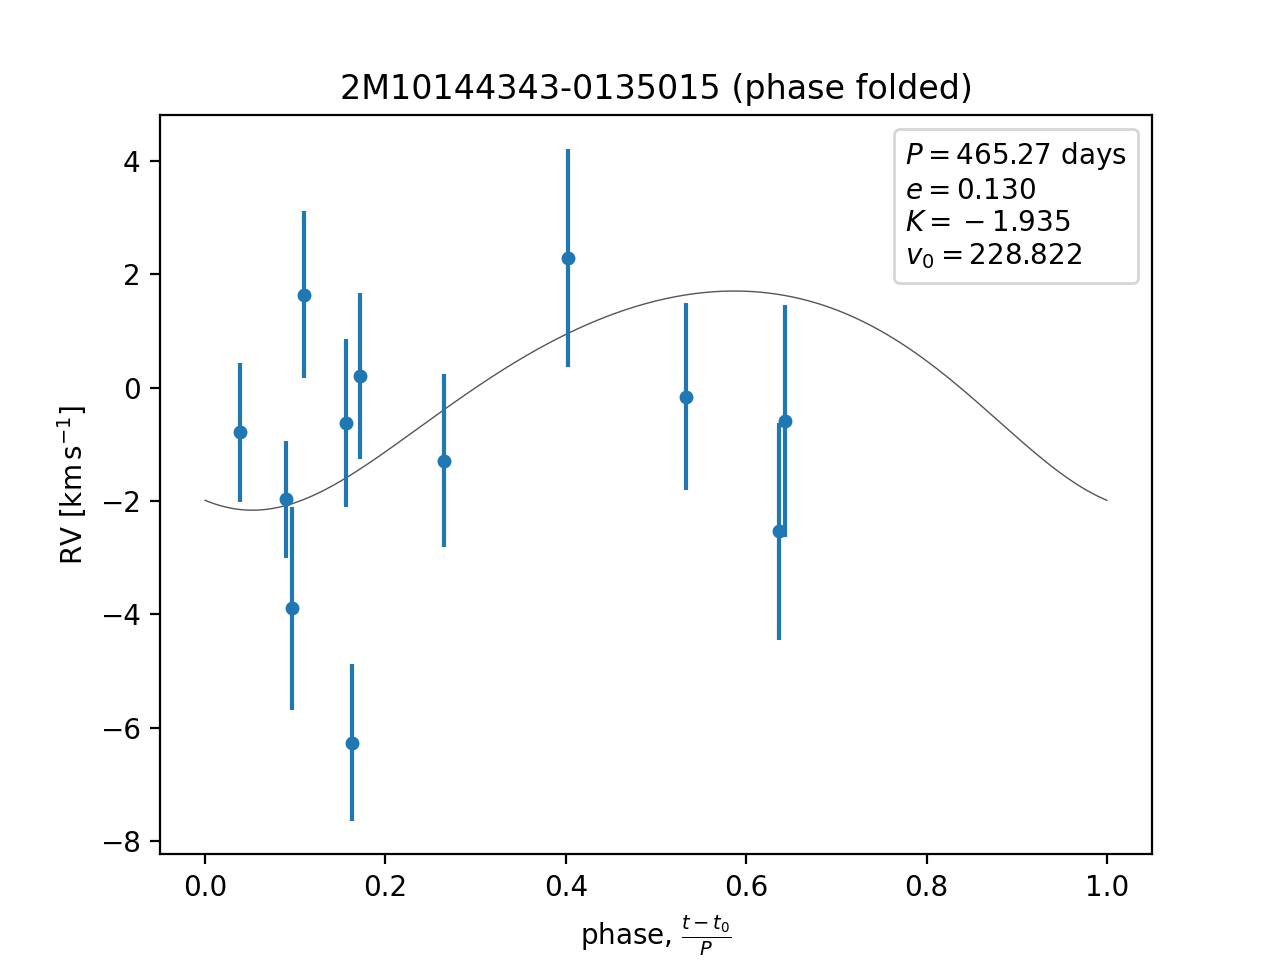 2M10144343-0135015 (phase folded)
P = 465.27 days
e = 0.130
K = −1.935
v₀ = 228.822
4
2
0
−2
−4
−6
−8
RV [km s⁻¹]
0.0 0.2 0.4 0.6 0.8 1.0
phase, (t − t₀)/P